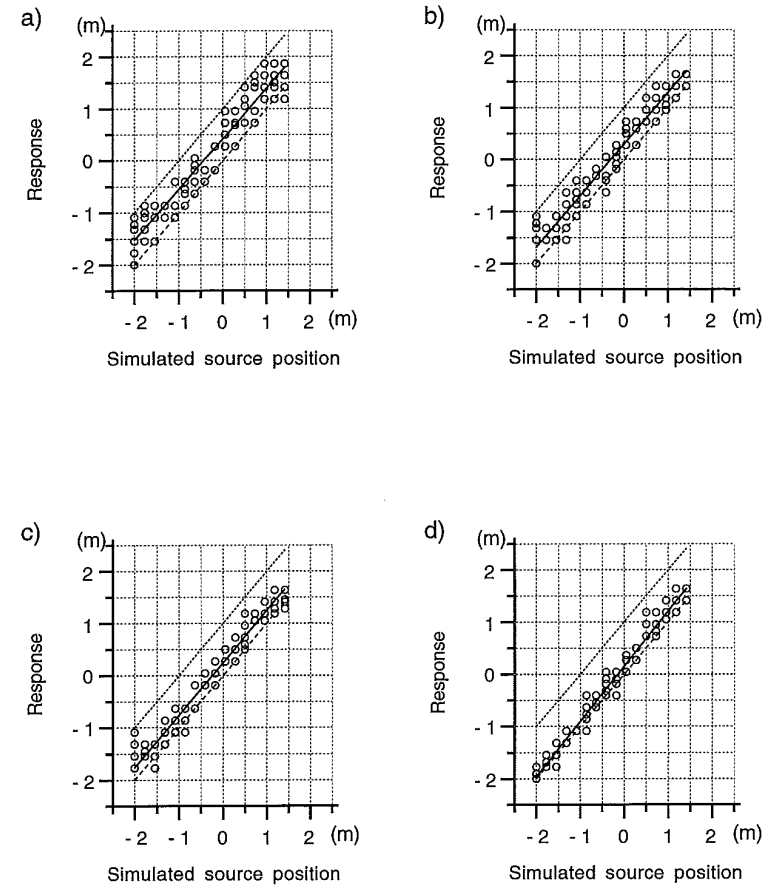 a)
(m)
2
1
0
- 1
- 2
Response
- 2 - 1 0 1 2 (m)
Simulated source position
b)
(m)
2
1
0
- 1
- 2
Response
- 2 - 1 0 1 2 (m)
Simulated source position
c)
(m)
2
1
0
- 1
- 2
Response
- 2 - 1 0 1 2 (m)
Simulated source position
d)
(m)
2
1
0
- 1
- 2
Response
- 2 - 1 0 1 2 (m)
Simulated source position